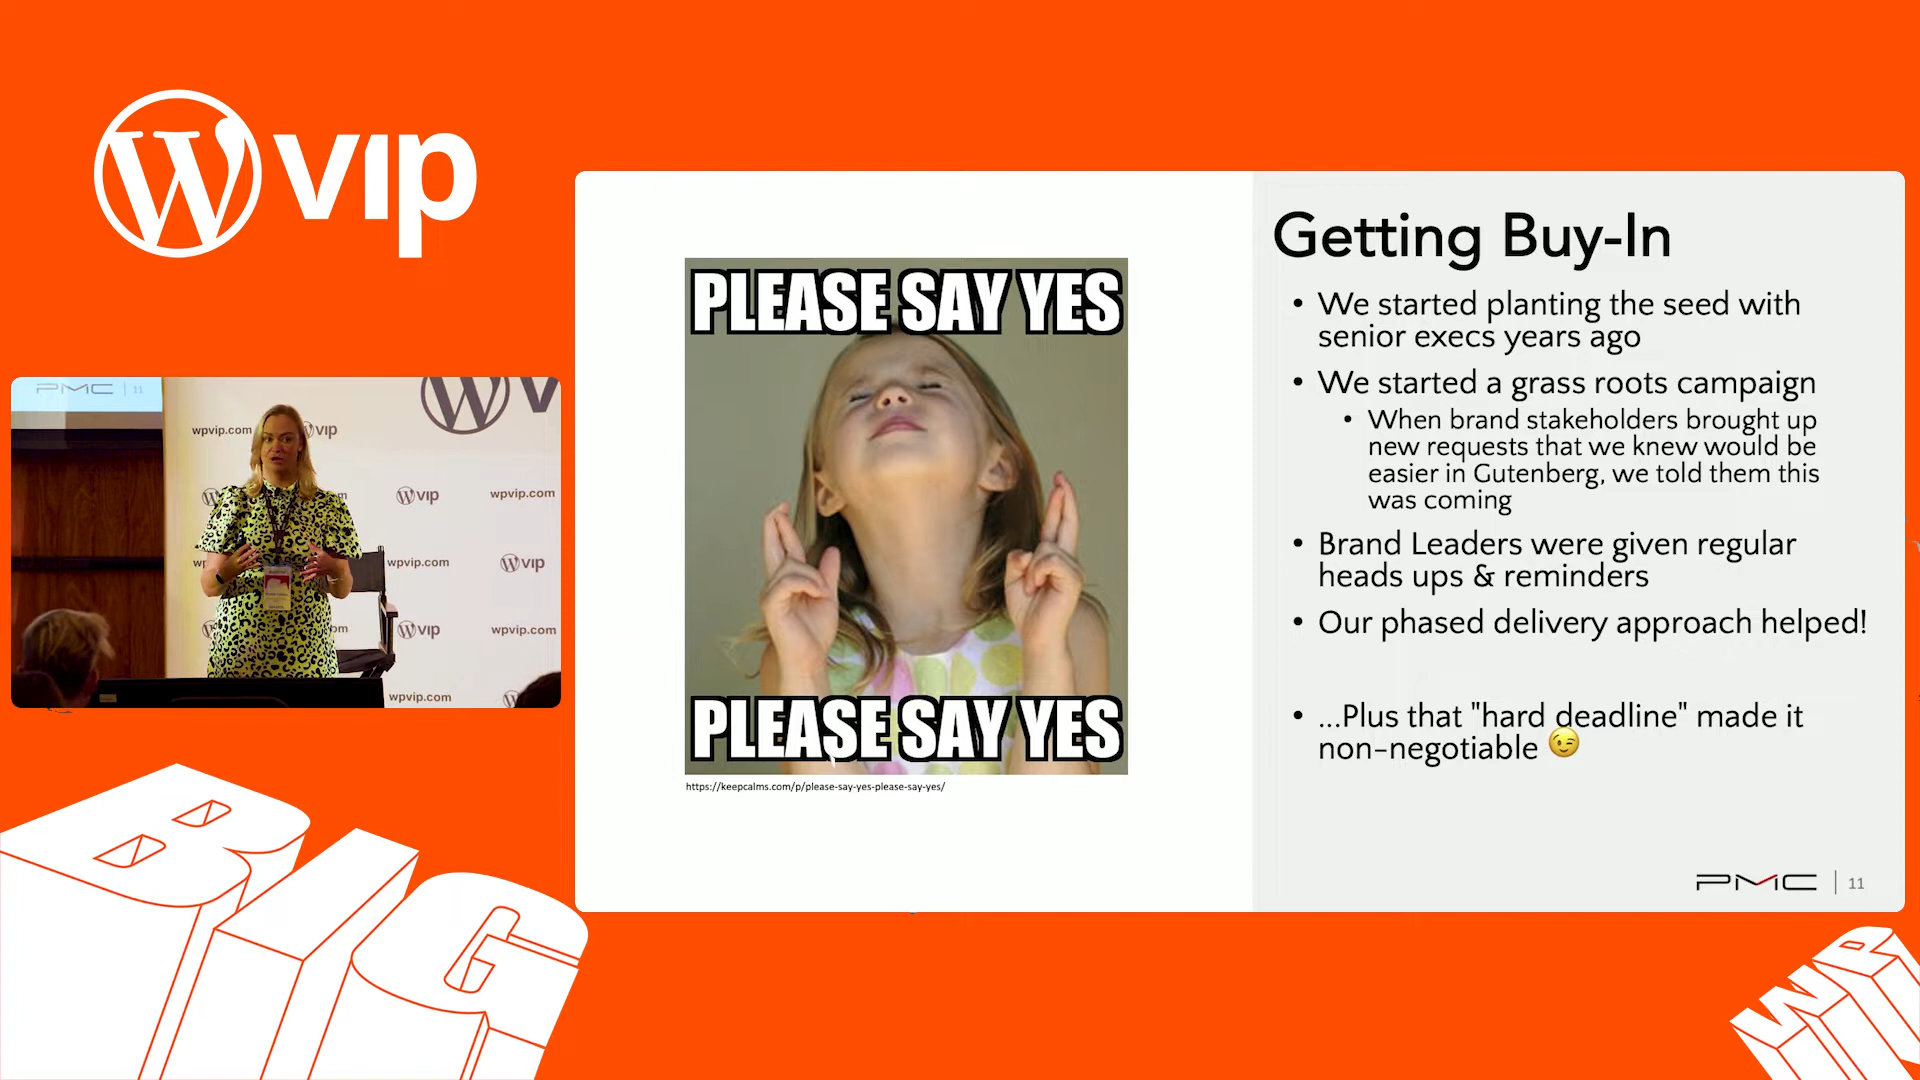 W vip
PMC | 11
wpvip.com
vip
vip
wpvip.com
wpvip.com
vip
vip
wpvip.com
wpvip.com
PLEASE SAY YES
PLEASE SAY YES
https://keepcalms.com/p/please-say-yes-please-say-yes/
Getting Buy-In
• We started planting the seed with
senior execs years ago
• We started a grass roots campaign
• When brand stakeholders brought up
new requests that we knew would be
easier in Gutenberg, we told them this
was coming
• Brand Leaders were given regular
heads ups & reminders
• Our phased delivery approach helped!
• ...Plus that "hard deadline" made it
non-negotiable 😉
PMC | 11
BIG
WP